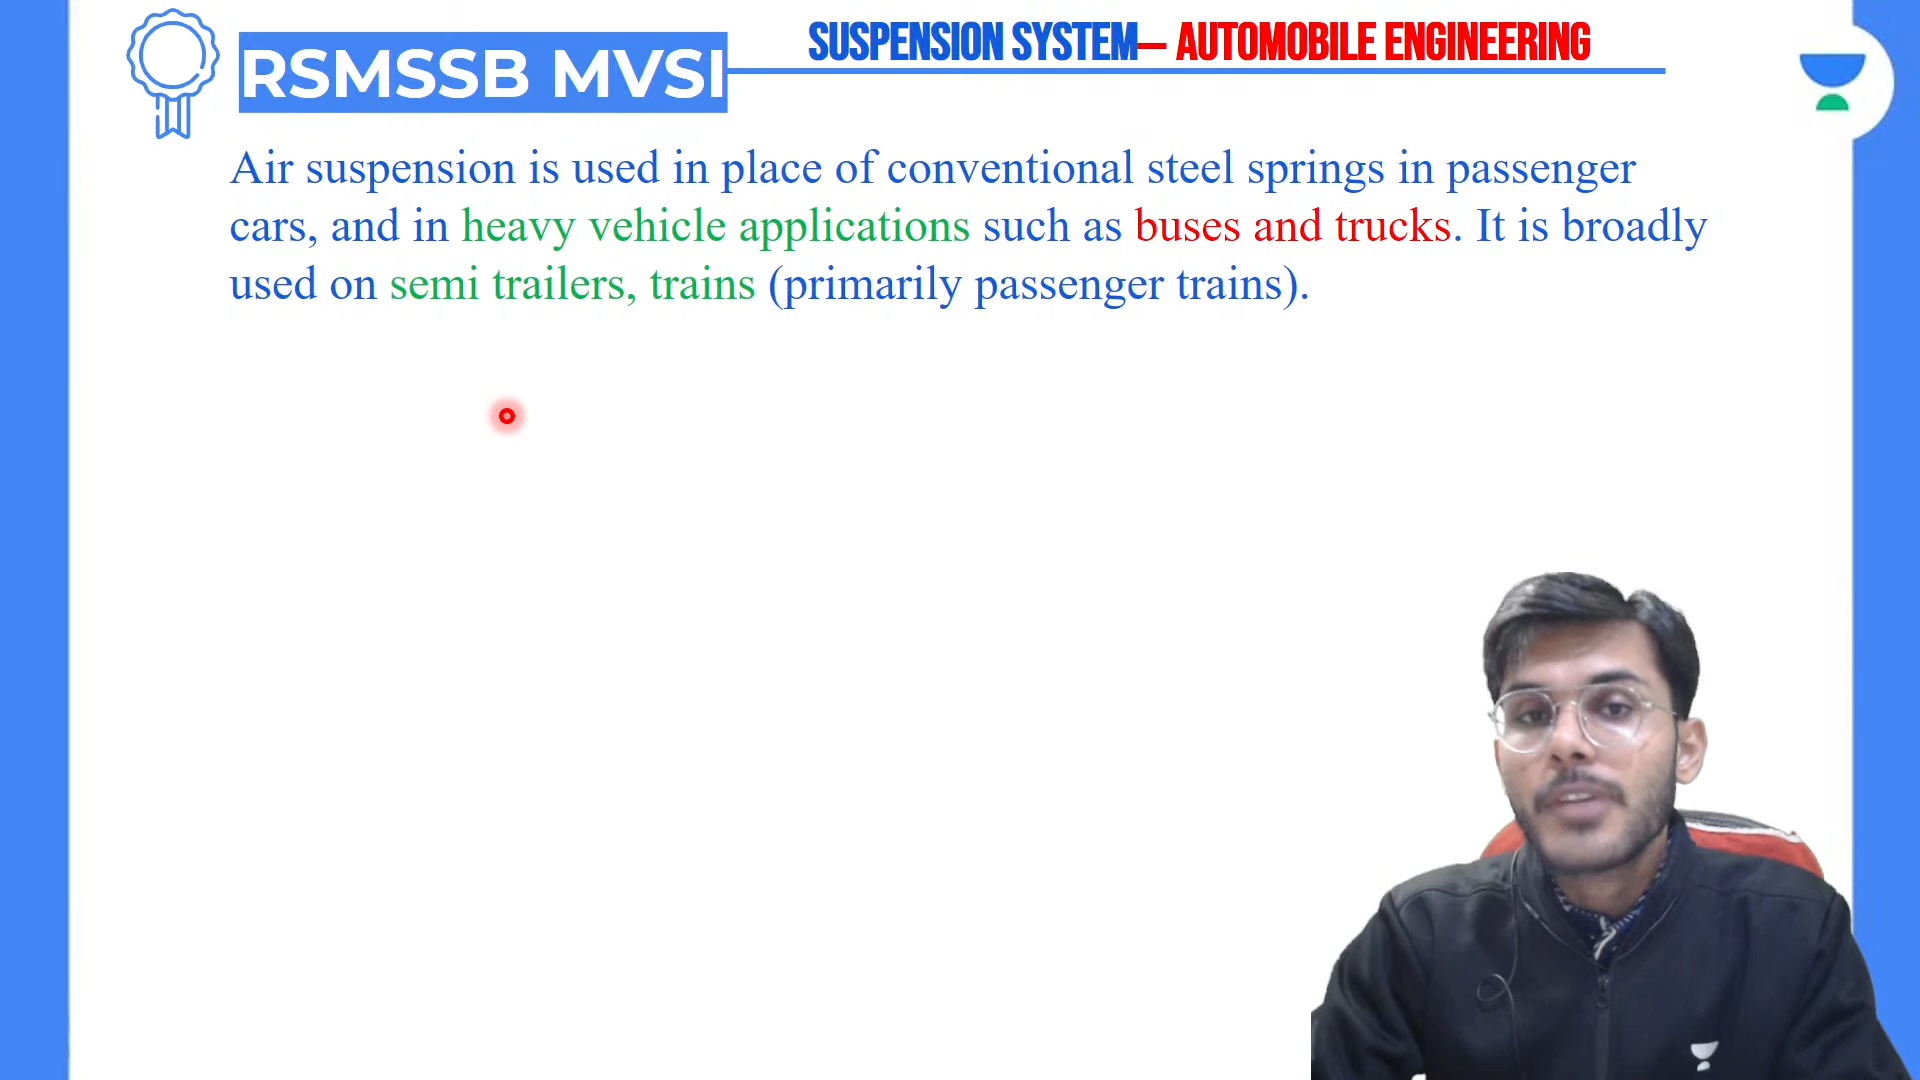 RSMSSB MVSI
SUSPENSION SYSTEM– AUTOMOBILE ENGINEERING
Air suspension is used in place of conventional steel springs in passenger
cars, and in heavy vehicle applications such as buses and trucks. It is broadly
used on semi trailers, trains (primarily passenger trains).